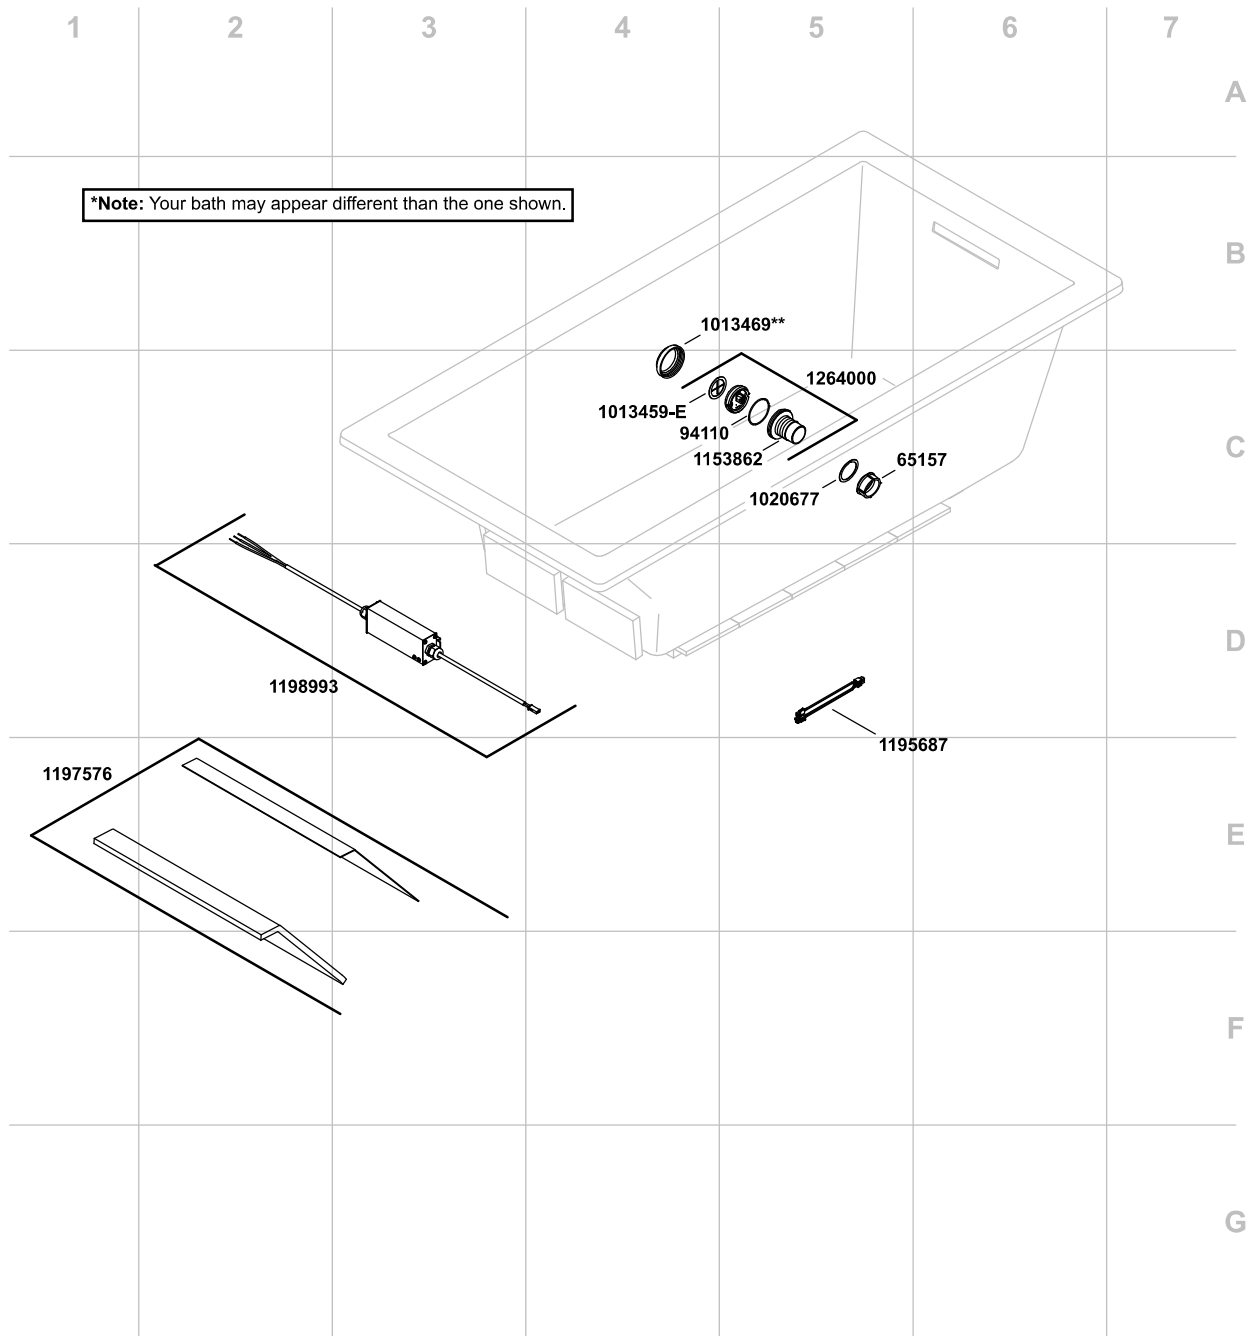 1 2 3 4 5 6 7
A
*Note: Your bath may appear different than the one shown.
B
1013469**
1264000
1013459-E
94110
1153862
C
65157
1020677
D
1198993
1195687
1197576
E
F
G